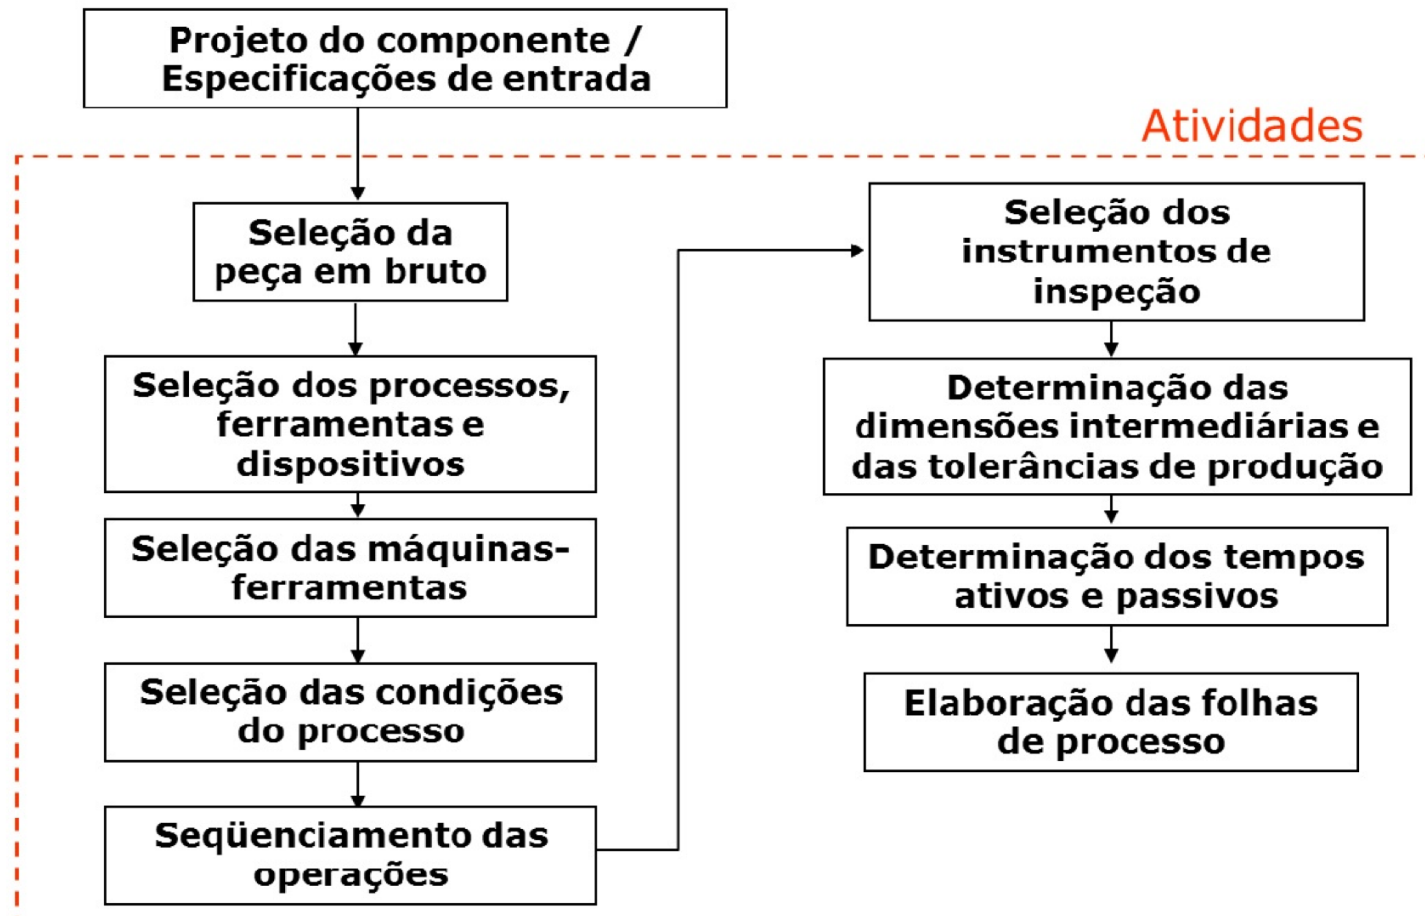 Projeto do componente /
Especificações de entrada
Atividades
Seleção da
peça em bruto
Seleção dos processos,
ferramentas e
dispositivos
Seleção das máquinas-
ferramentas
Seleção das condições
do processo
Seqüenciamento das
operações
Seleção dos
instrumentos de
inspeção
Determinação das
dimensões intermediárias e
das tolerâncias de produção
Determinação dos tempos
ativos e passivos
Elaboração das folhas
de processo